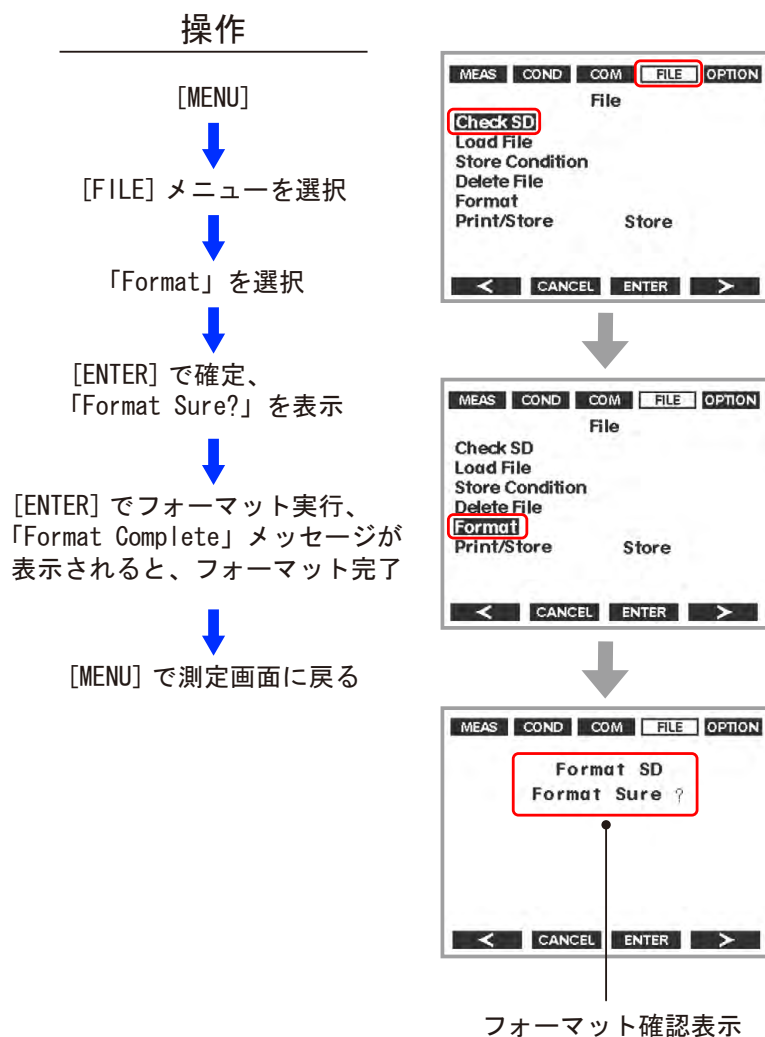 操作
[MENU]
[FILE] メニューを選択
「Format」を選択
[ENTER] で確定、
「Format Sure?」を表示
[ENTER] でフォーマット実行、
「Format Complete」メッセージが
表示されると、フォーマット完了
[MENU] で測定画面に戻る
MEAS COND COM FILE OPTION
File
Check SD
Load File
Store Condition
Delete File
Format
Print/Store Store
< CANCEL ENTER >
MEAS COND COM FILE OPTION
File
Check SD
Load File
Store Condition
Delete File
Format
Print/Store Store
< CANCEL ENTER >
MEAS COND COM FILE OPTION
Format SD
Format Sure ?
< CANCEL ENTER >
フォーマット確認表示